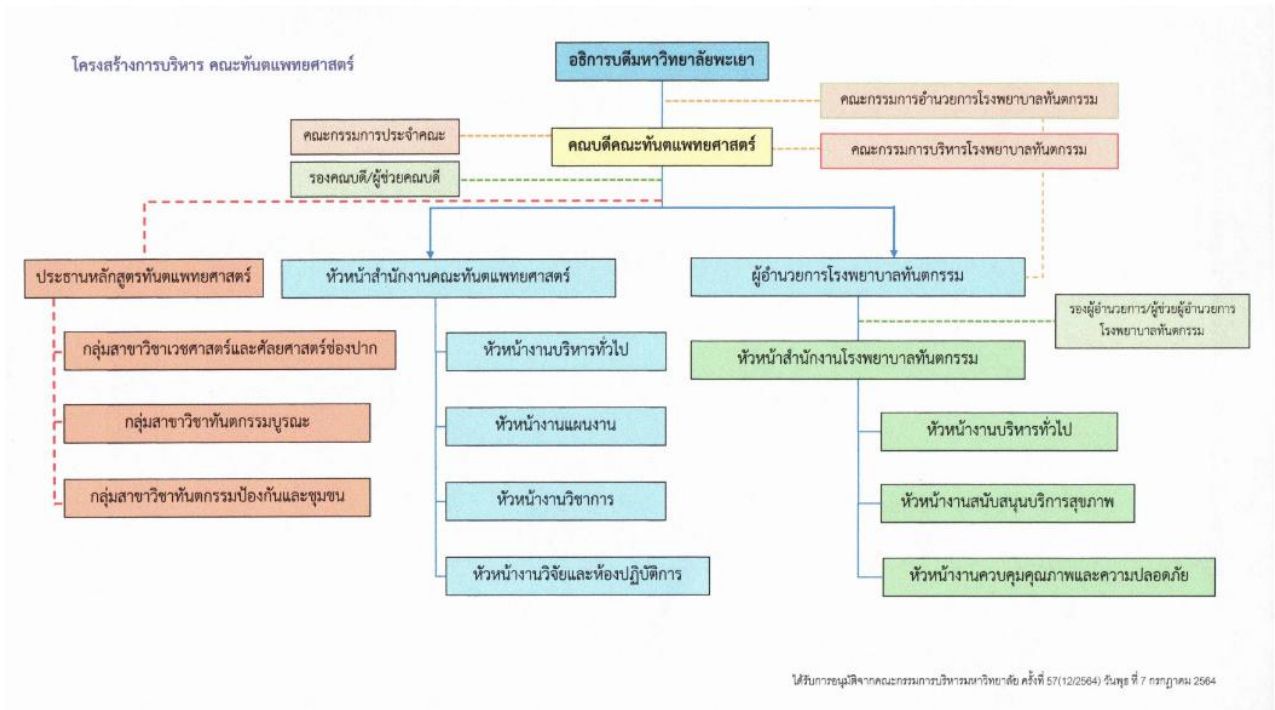 โครงสร้างการบริหาร คณะทันตแพทยศาสตร์
อธิการบดีมหาวิทยาลัยพะเยา
คณะกรรมการอำนวยการโรงพยาบาลทันตกรรม
คณะกรรมการประจำคณะ
คณบดีคณะทันตแพทยศาสตร์
คณะกรรมการบริหารโรงพยาบาลทันตกรรม
รองคณบดี/ผู้ช่วยคณบดี
ประธานหลักสูตรทันตแพทยศาสตร์
หัวหน้าสำนักงานคณะทันตแพทยศาสตร์
ผู้อำนวยการโรงพยาบาลทันตกรรม
รองผู้อำนวยการ/ผู้ช่วยผู้อำนวยการ
โรงพยาบาลทันตกรรม
กลุ่มสาขาวิชาเวชศาสตร์และศัลยศาสตร์ช่องปาก
หัวหน้างานบริหารทั่วไป
หัวหน้าสำนักงานโรงพยาบาลทันตกรรม
กลุ่มสาขาวิชาทันตกรรมบูรณะ
หัวหน้างานแผนงาน
หัวหน้างานบริหารทั่วไป
กลุ่มสาขาวิชาทันตกรรมป้องกันและชุมชน
หัวหน้างานวิชาการ
หัวหน้างานสนับสนุนบริการสุขภาพ
หัวหน้างานวิจัยและห้องปฏิบัติการ
หัวหน้างานควบคุมคุณภาพและความปลอดภัย
ได้รับการอนุมัติจากคณะกรรมการบริหารมหาวิทยาลัย ครั้งที่ 57(12/2564) วันพุธ ที่ 7 กรกฎาคม 2564